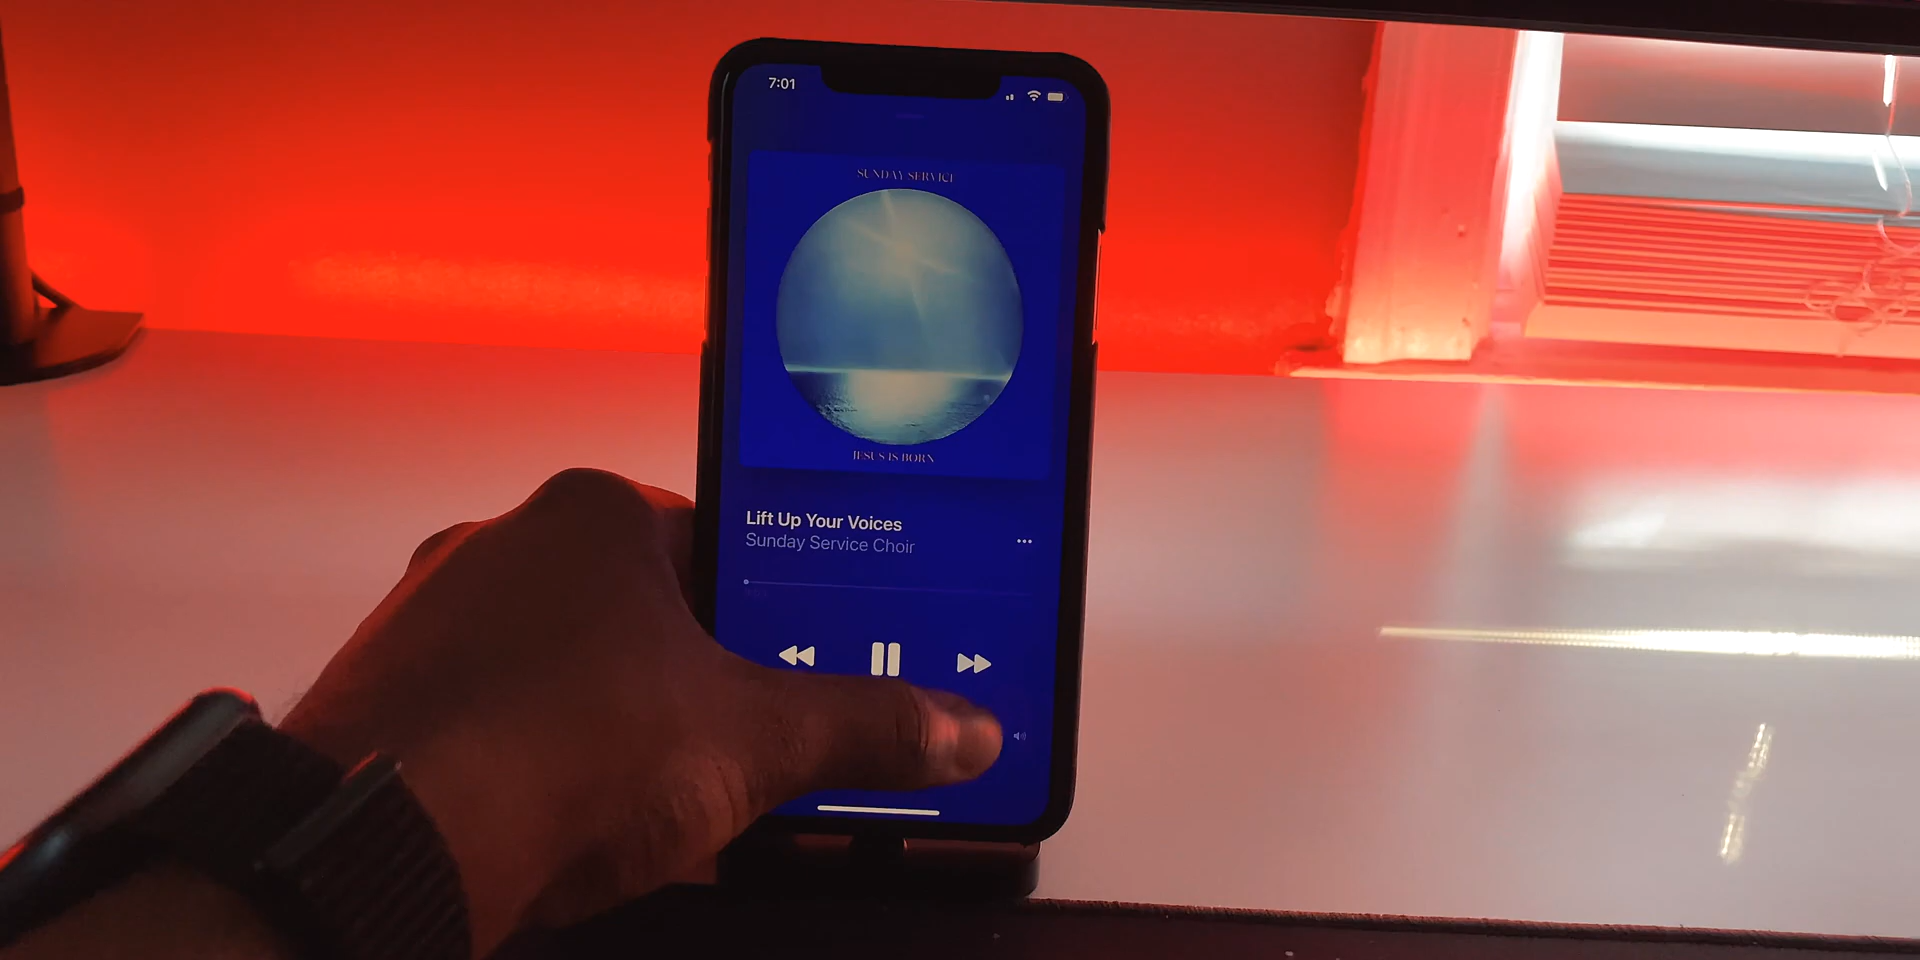 7:01
SUNDAY SERVICE
JESUS IS BORN
Lift Up Your Voices
Sunday Service Choir